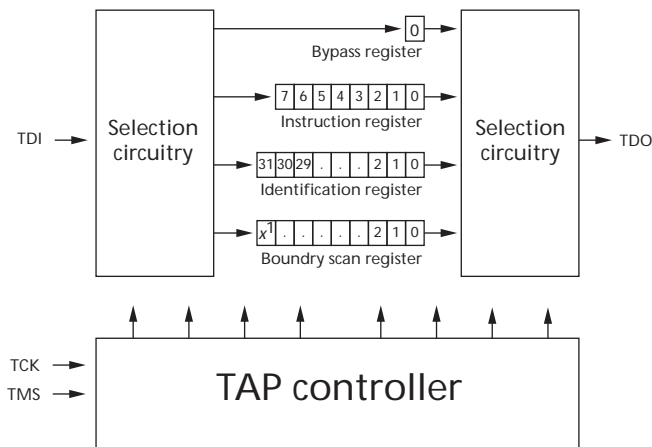 0
Bypass register
7 6 5 4 3 2 1 0
Instruction register
TDI
Selection
circuitry
Selection
circuitry
TDO
31 30 29 . . . 2 1 0
Identification register
x1 . . . . . 2 1 0
Boundry scan register
TCK
TMS
TAP controller